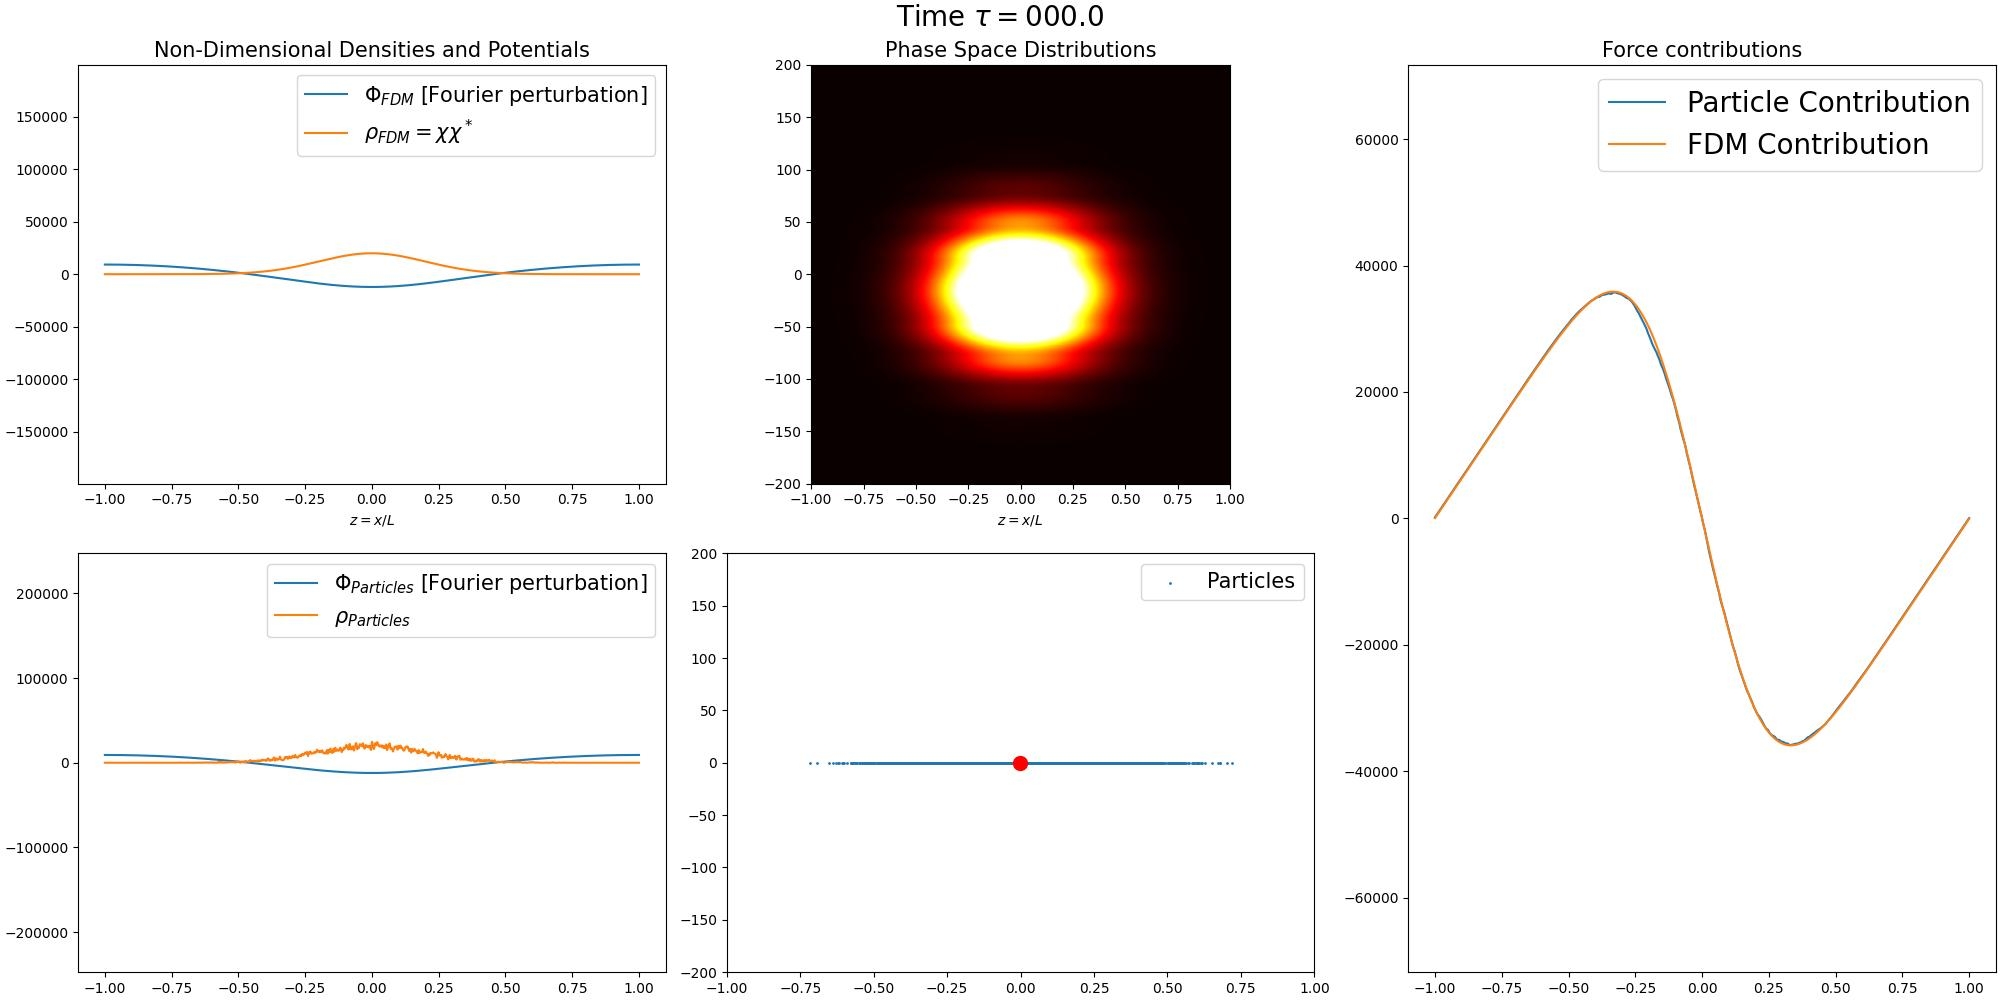 Time τ = 000.0
Non-Dimensional Densities and Potentials
Φ_FDM [Fourier perturbation]
ρ_FDM = χχ*
150000
100000
50000
0
−50000
−100000
−150000
−1.00 −0.75 −0.50 −0.25 0.00 0.25 0.50 0.75 1.00
z = x/L
Phase Space Distributions
200
150
100
50
0
−50
−100
−150
−200
−1.00 −0.75 −0.50 −0.25 0.00 0.25 0.50 0.75 1.00
z = x/L
Force contributions
Particle Contribution
FDM Contribution
60000
40000
20000
0
−20000
−40000
−60000
−1.00 −0.75 −0.50 −0.25 0.00 0.25 0.50 0.75 1.00
Φ_Particles [Fourier perturbation]
ρ_Particles
200000
100000
0
−100000
−200000
−1.00 −0.75 −0.50 −0.25 0.00 0.25 0.50 0.75 1.00
Particles
200
150
100
50
0
−50
−100
−150
−200
−1.00 −0.75 −0.50 −0.25 0.00 0.25 0.50 0.75 1.00